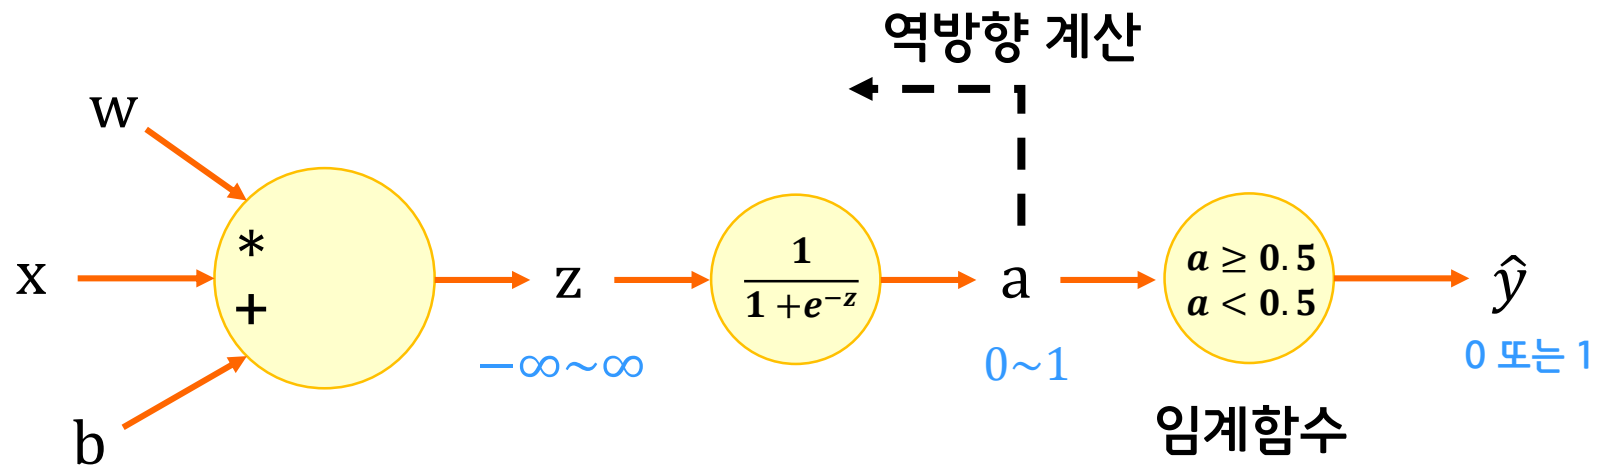 역방향 계산
w
x
b
*
+
z
−∞~∞
1
1 + e^{−z}
a
0~1
a ≥ 0.5
a < 0.5
임계함수
ŷ
0 또는 1